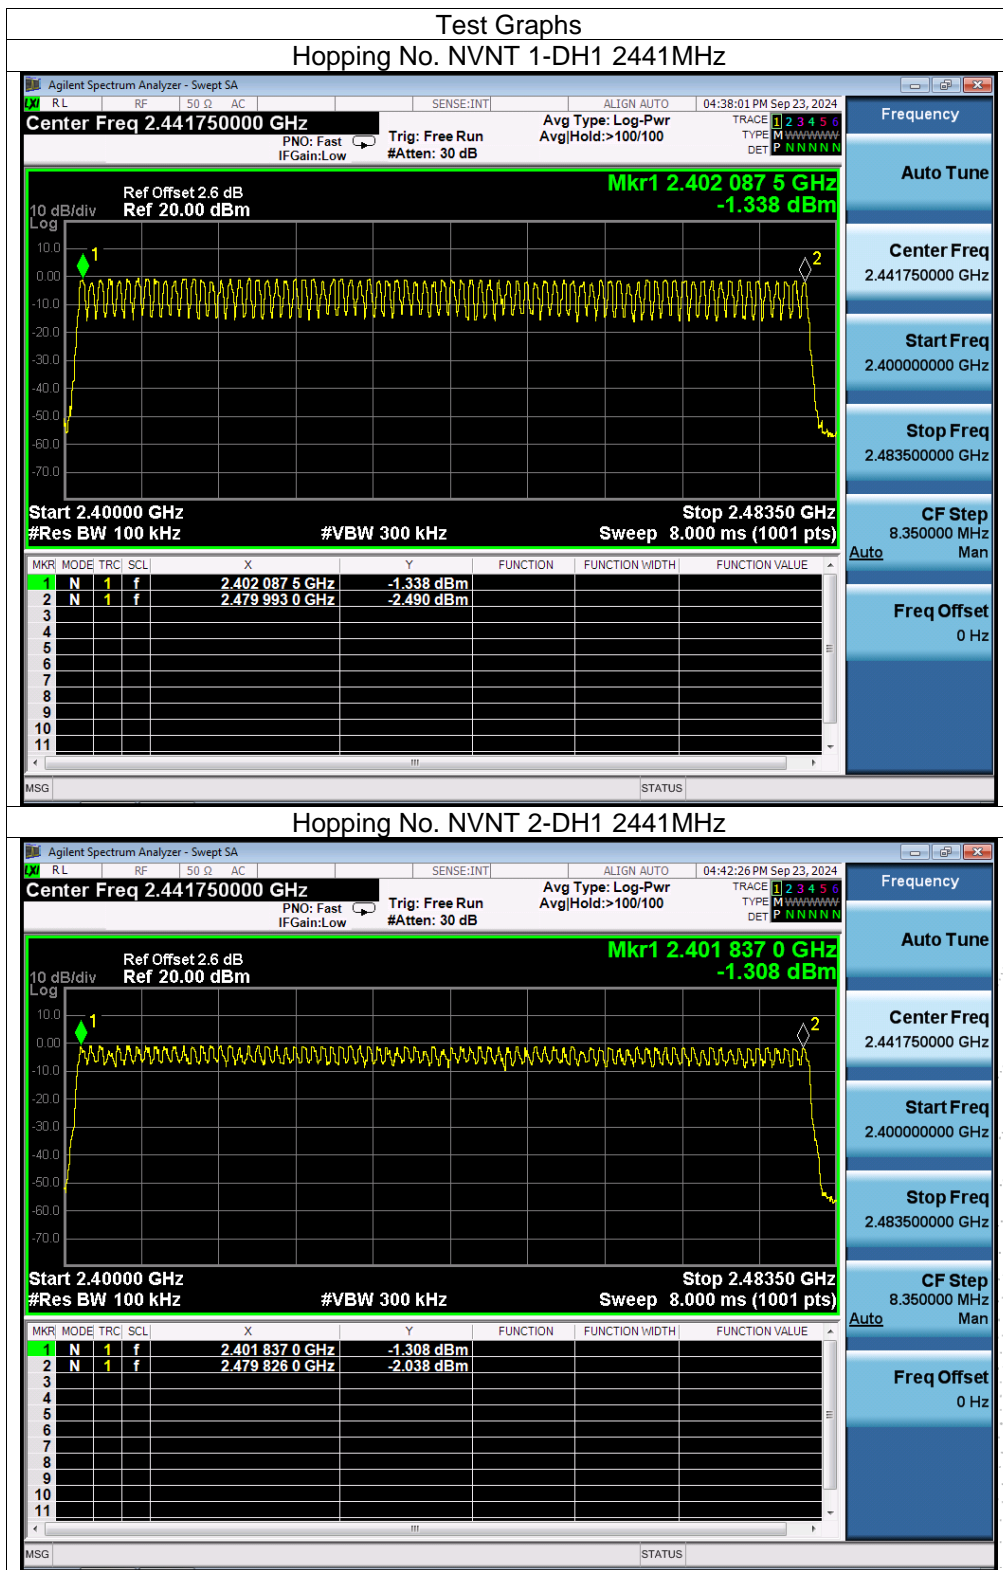 Test Graphs
Hopping No. NVNT 1-DH1 2441MHz
Agilent Spectrum Analyzer - Swept SA
LXI RL RF 50 Ω AC SENSE:INT ALIGN AUTO 04:38:01 PM Sep 23, 2024
Center Freq 2.441750000 GHz
PNO: Fast
IFGain:Low
Trig: Free Run
#Atten: 30 dB
Avg Type: Log-Pwr
Avg|Hold:>100/100
TRACE 1 2 3 4 5 6
TYPE M WWWWW
DET P N N N N N
Frequency
Auto Tune
Center Freq
2.441750000 GHz
Start Freq
2.400000000 GHz
Stop Freq
2.483500000 GHz
CF Step
8.350000 MHz
Auto Man
Freq Offset
0 Hz
Mkr1 2.402 087 5 GHz
-1.338 dBm
Ref Offset 2.6 dB
10 dB/div Ref 20.00 dBm
Log
10.0
0.00
-10.0
-20.0
-30.0
-40.0
-50.0
-60.0
-70.0
1
2
Start 2.40000 GHz Stop 2.48350 GHz
#Res BW 100 kHz #VBW 300 kHz Sweep 8.000 ms (1001 pts)
MKR MODE TRC SCL X Y FUNCTION FUNCTION WIDTH FUNCTION VALUE
1 N 1 f 2.402 087 5 GHz -1.338 dBm
2 N 1 f 2.479 993 0 GHz -2.490 dBm
3
4
5
6
7
8
9
10
11
MSG STATUS
Hopping No. NVNT 2-DH1 2441MHz
Agilent Spectrum Analyzer - Swept SA
LXI RL RF 50 Ω AC SENSE:INT ALIGN AUTO 04:42:26 PM Sep 23, 2024
Center Freq 2.441750000 GHz
PNO: Fast
IFGain:Low
Trig: Free Run
#Atten: 30 dB
Avg Type: Log-Pwr
Avg|Hold:>100/100
TRACE 1 2 3 4 5 6
TYPE M WWWWW
DET P N N N N N
Frequency
Auto Tune
Center Freq
2.441750000 GHz
Start Freq
2.400000000 GHz
Stop Freq
2.483500000 GHz
CF Step
8.350000 MHz
Auto Man
Freq Offset
0 Hz
Mkr1 2.401 837 0 GHz
-1.308 dBm
Ref Offset 2.6 dB
10 dB/div Ref 20.00 dBm
Log
10.0
0.00
-10.0
-20.0
-30.0
-40.0
-50.0
-60.0
-70.0
1
2
Start 2.40000 GHz Stop 2.48350 GHz
#Res BW 100 kHz #VBW 300 kHz Sweep 8.000 ms (1001 pts)
MKR MODE TRC SCL X Y FUNCTION FUNCTION WIDTH FUNCTION VALUE
1 N 1 f 2.401 837 0 GHz -1.308 dBm
2 N 1 f 2.479 826 0 GHz -2.038 dBm
3
4
5
6
7
8
9
10
11
MSG STATUS